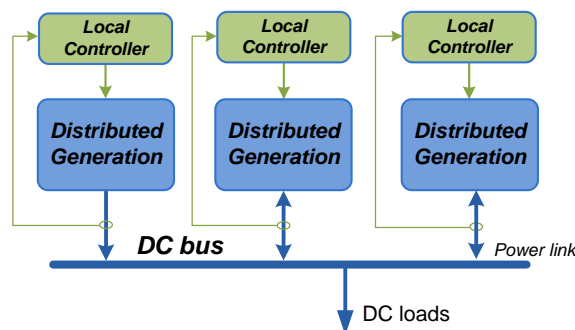 Local
Controller
Local
Controller
Local
Controller
Distributed
Generation
Distributed
Generation
Distributed
Generation
DC bus
Power link
DC loads